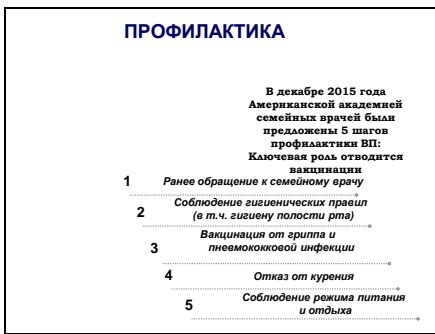 ПРОФИЛАКТИКА
В декабре 2015 года
Американской академией
семейных врачей были
предложены 5 шагов
профилактики ВП:
Ключевая роль отводится
вакцинации
1 Ранее обращение к семейному врачу
2 Соблюдение гигиенических правил
(в т.ч. гигиену полости рта)
3 Вакцинация от гриппа и
пневмококковой инфекции
4 Отказ от курения
5 Соблюдение режима питания
и отдыха